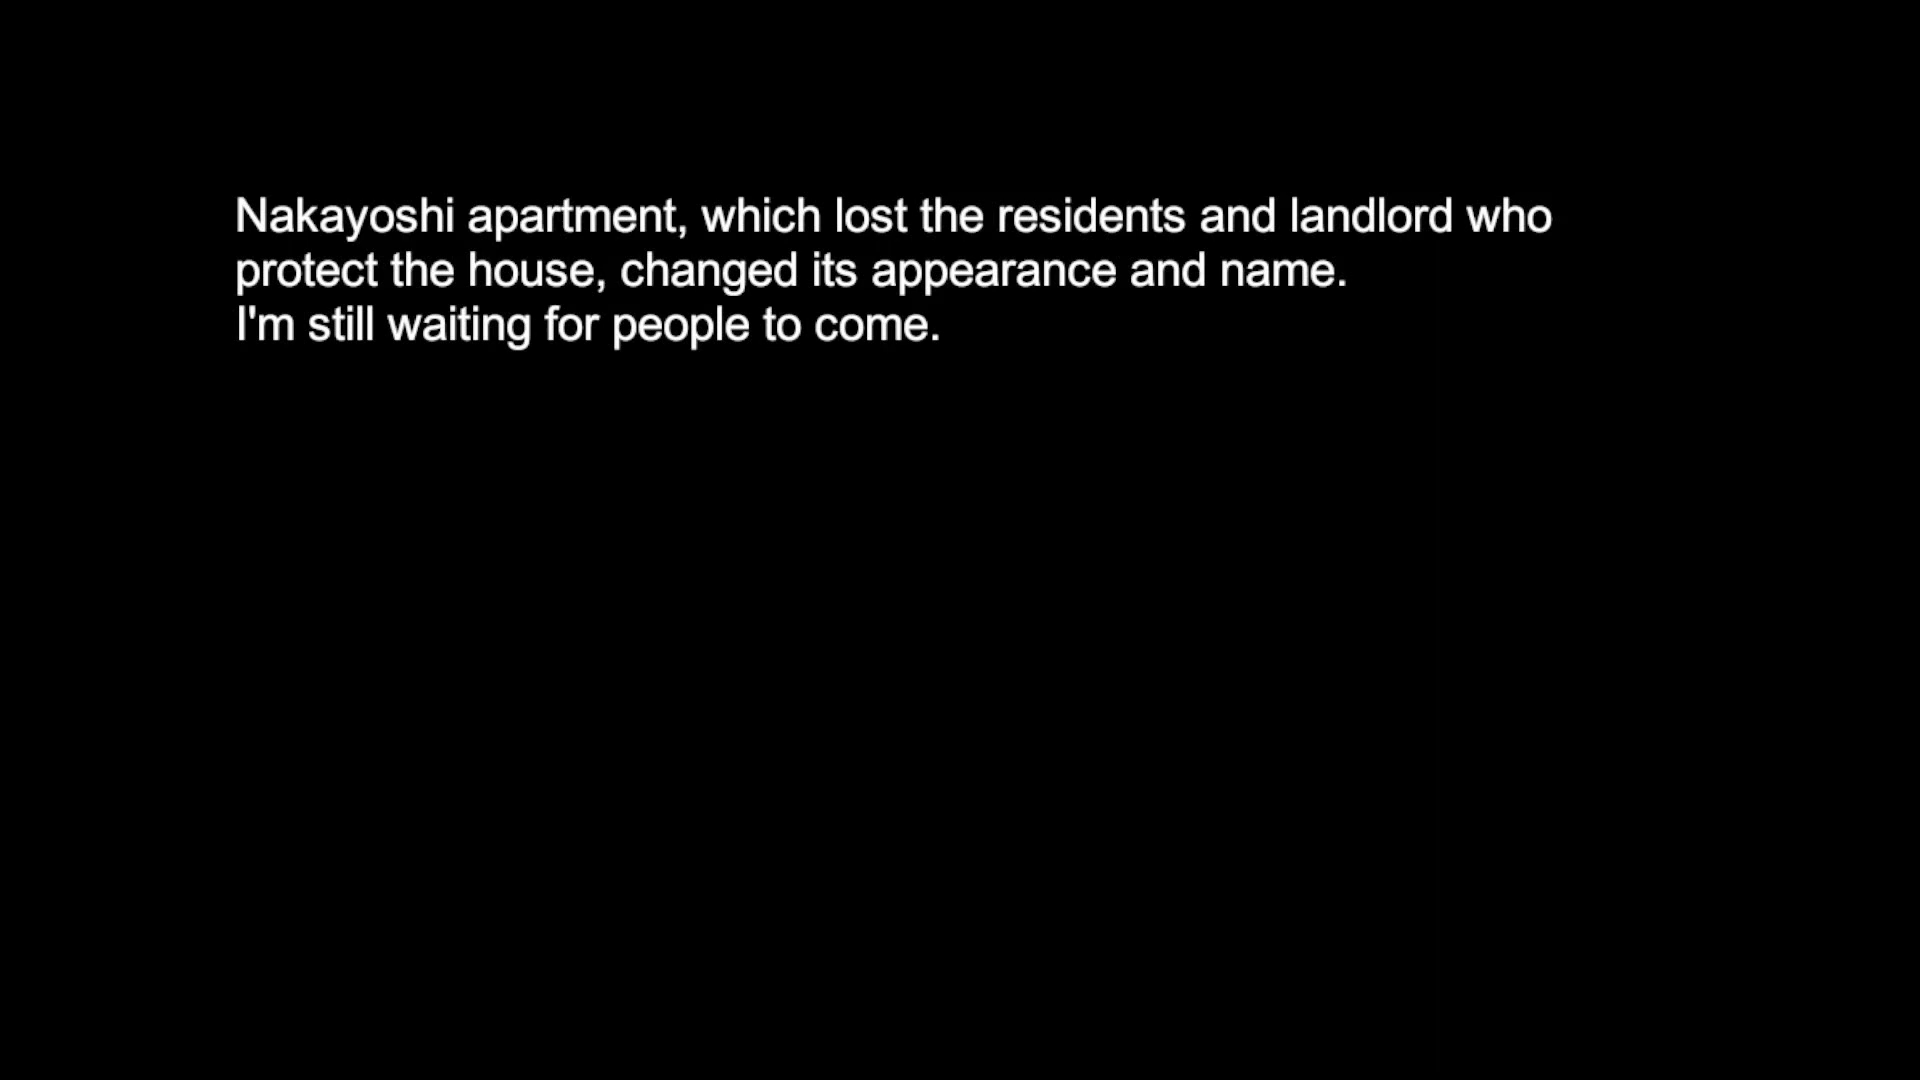 Nakayoshi apartment, which lost the residents and landlord who
protect the house, changed its appearance and name.
I'm still waiting for people to come.